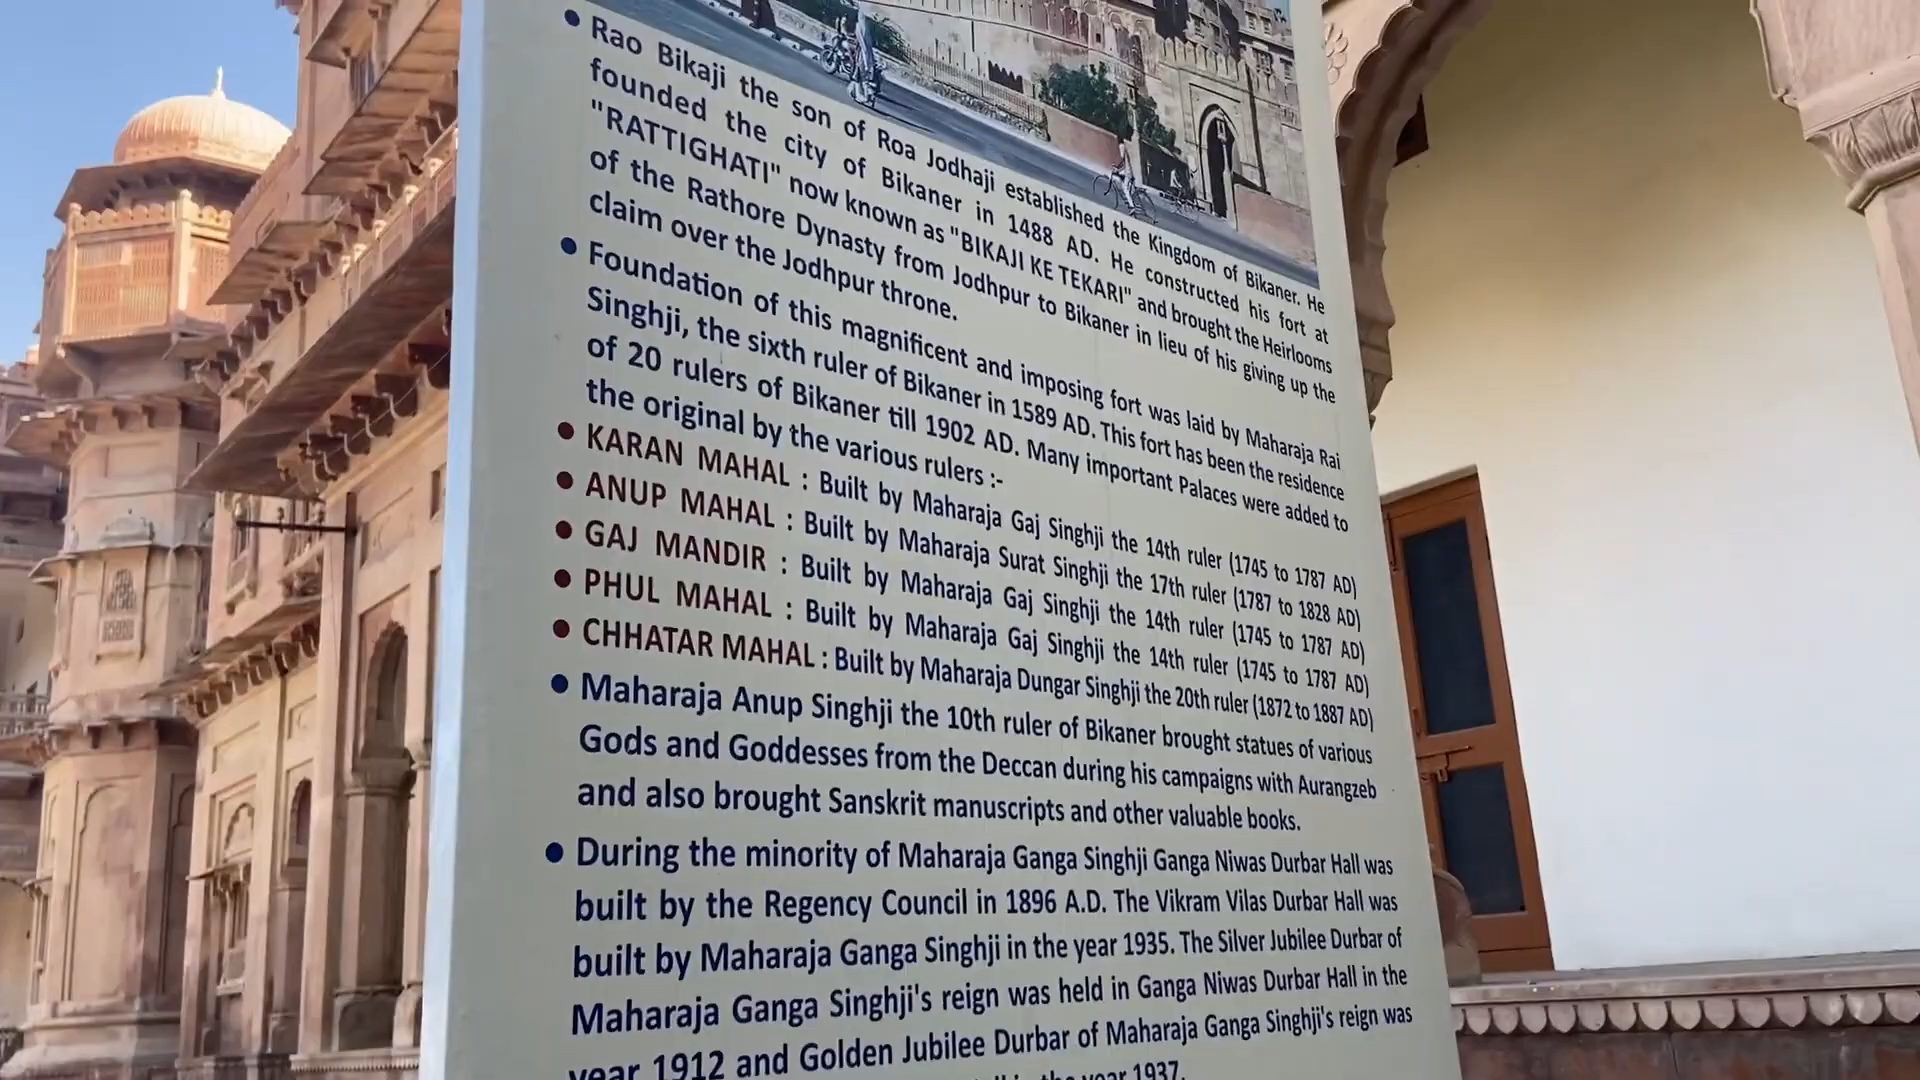 • Rao Bikaji the son of Roa Jodhaji established the Kingdom of Bikaner. He
founded the city of Bikaner in 1488 AD. He constructed his fort at
"RATTIGHATI" now known as "BIKAJI KE TEKARI" and brought the Heirlooms
of the Rathore Dynasty from Jodhpur to Bikaner in lieu of his giving up the
claim over the Jodhpur throne.
• Foundation of this magnificent and imposing fort was laid by Maharaja Rai
Singhji, the sixth ruler of Bikaner in 1589 AD. This fort has been the residence
of 20 rulers of Bikaner till 1902 AD. Many important Palaces were added to
the original by the various rulers :-
• KARAN MAHAL : Built by Maharaja Gaj Singhji the 14th ruler (1745 to 1787 AD)
• ANUP MAHAL : Built by Maharaja Surat Singhji the 17th ruler (1787 to 1828 AD)
• GAJ MANDIR : Built by Maharaja Gaj Singhji the 14th ruler (1745 to 1787 AD)
• PHUL MAHAL : Built by Maharaja Gaj Singhji the 14th ruler (1745 to 1787 AD)
• CHHATAR MAHAL : Built by Maharaja Dungar Singhji the 20th ruler (1872 to 1887 AD)
• Maharaja Anup Singhji the 10th ruler of Bikaner brought statues of various
Gods and Goddesses from the Deccan during his campaigns with Aurangzeb
and also brought Sanskrit manuscripts and other valuable books.
• During the minority of Maharaja Ganga Singhji Ganga Niwas Durbar Hall was
built by the Regency Council in 1896 A.D. The Vikram Vilas Durbar Hall was
built by Maharaja Ganga Singhji in the year 1935. The Silver Jubilee Durbar of
Maharaja Ganga Singhji's reign was held in Ganga Niwas Durbar Hall in the
year 1912 and Golden Jubilee Durbar of Maharaja Ganga Singhji's reign was
the year 1937.